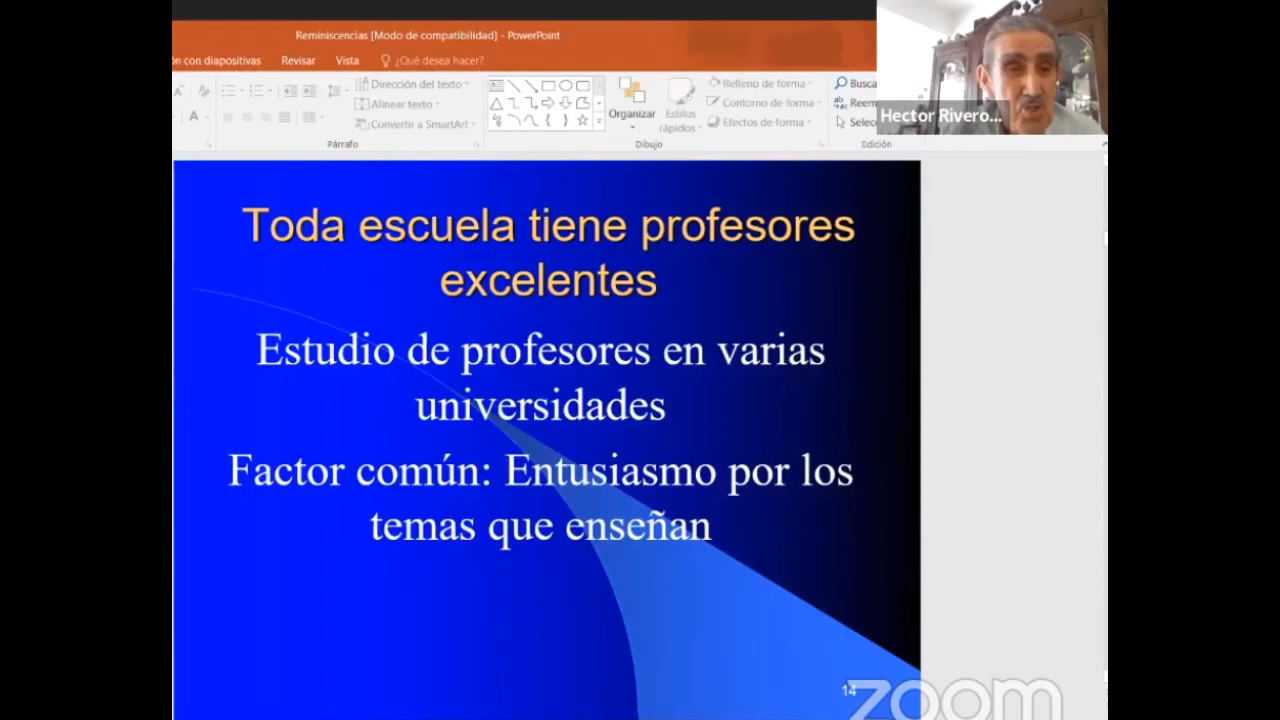 Reminiscencias [Modo de compatibilidad] - PowerPoint
ón con diapositivas Revisar Vista ¿Qué desea hacer?
Dirección del texto
Alinear texto
Convertir a SmartArt
Párrafo
Organizar
Estilos
rápidos
Relleno de forma
Contorno de forma
Efectos de forma
Dibujo
Busca
Reem
Selec
Edición
Hector Rivero...
Toda escuela tiene profesores
excelentes
Estudio de profesores en varias
universidades
Factor común: Entusiasmo por los
temas que enseñan
14
zoom